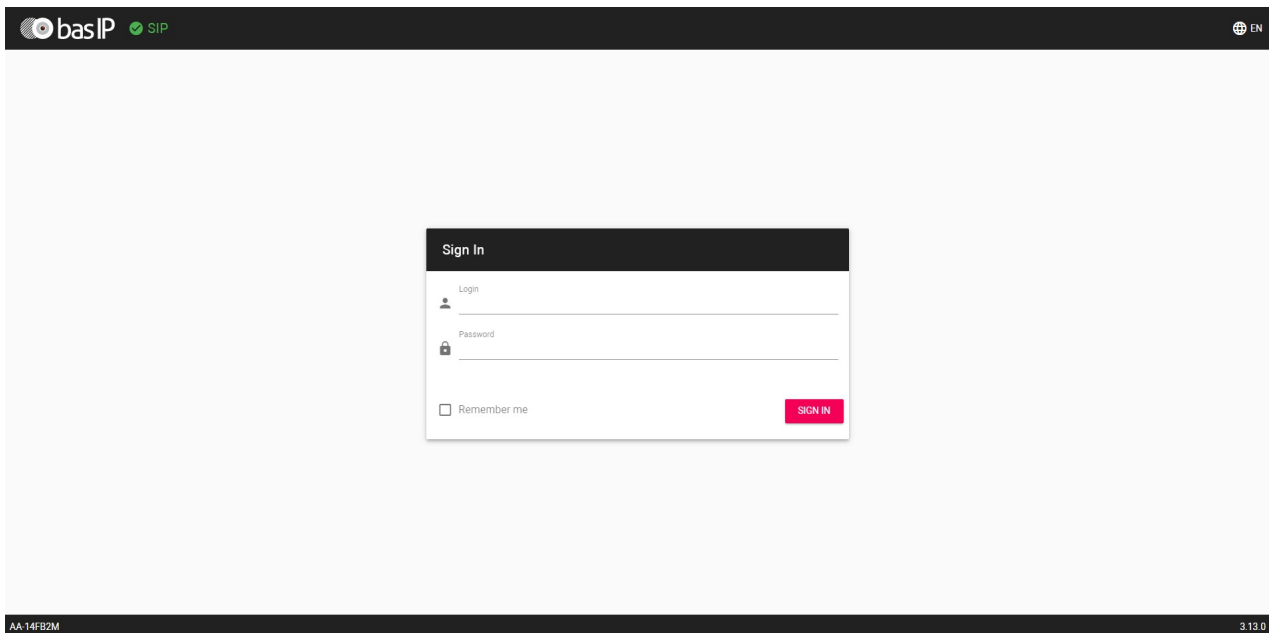 bas IP SIP EN
Sign In
Login
Password
Remember me SIGN IN
AA-14FB2M 3.13.0